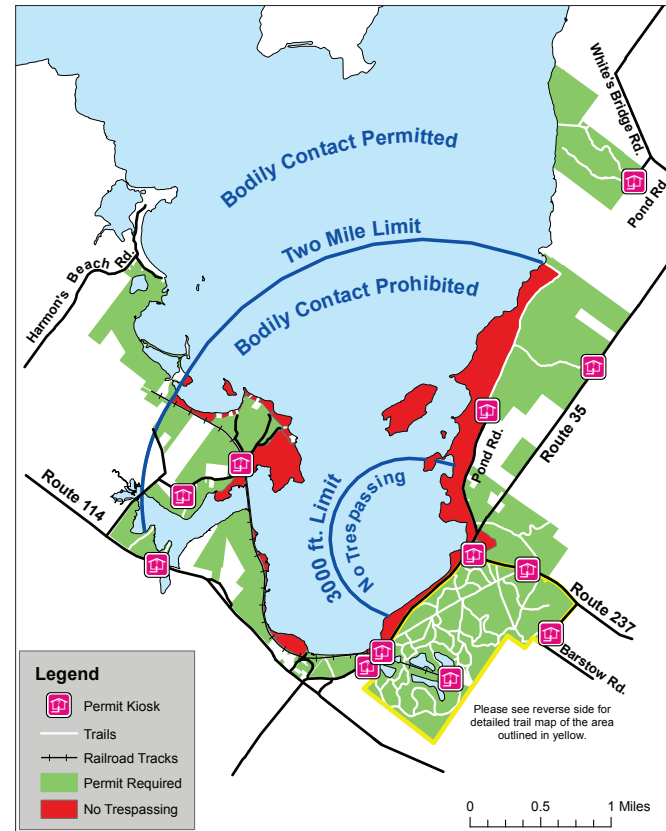 White's Bridge Rd.
Pond Rd.
Bodily Contact Permitted
Two Mile Limit
Bodily Contact Prohibited
Harmon's Beach Rd.
Route 35
Pond Rd.
3000 ft. Limit
No Trespassing
Route 114
Route 237
Barstow Rd.
Please see reverse side for
detailed trail map of the area
outlined in yellow.
Legend
Permit Kiosk
Trails
Railroad Tracks
Permit Required
No Trespassing
0 0.5 1 Miles